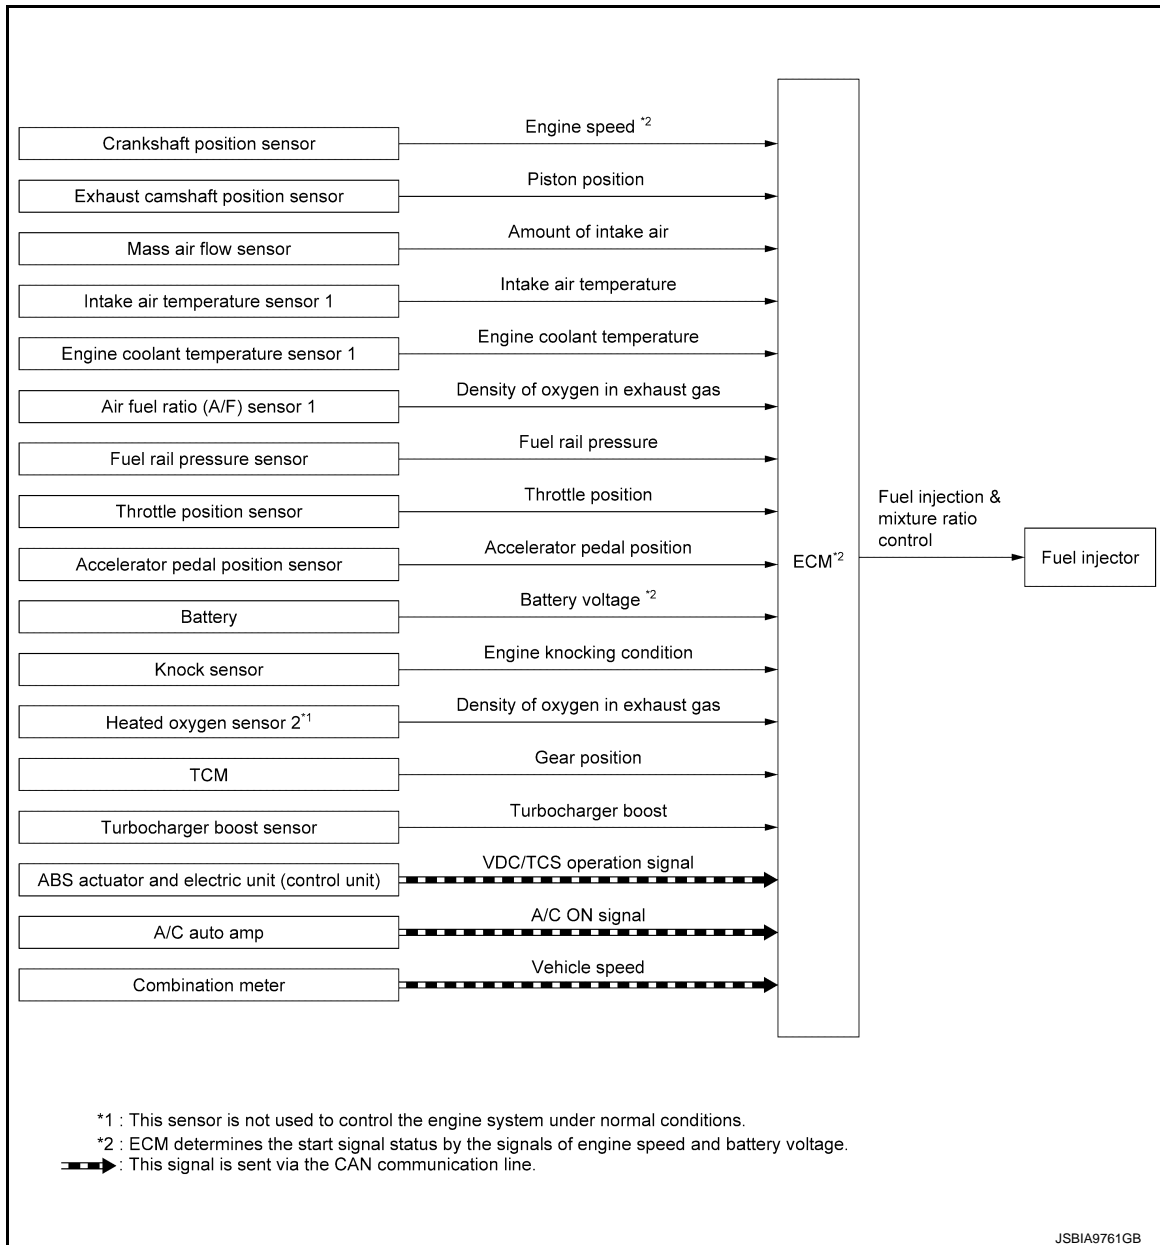 Crankshaft position sensor
Engine speed *2
Exhaust camshaft position sensor
Piston position
Mass air flow sensor
Amount of intake air
Intake air temperature sensor 1
Intake air temperature
Engine coolant temperature sensor 1
Engine coolant temperature
Air fuel ratio (A/F) sensor 1
Density of oxygen in exhaust gas
Fuel rail pressure sensor
Fuel rail pressure
Throttle position sensor
Throttle position
Accelerator pedal position sensor
Accelerator pedal position
Battery
Battery voltage *2
Knock sensor
Engine knocking condition
Heated oxygen sensor 2*1
Density of oxygen in exhaust gas
TCM
Gear position
Turbocharger boost sensor
Turbocharger boost
ABS actuator and electric unit (control unit)
VDC/TCS operation signal
A/C auto amp
A/C ON signal
Combination meter
Vehicle speed
ECM*2
Fuel injection &
mixture ratio
control
Fuel injector
*1 : This sensor is not used to control the engine system under normal conditions.
*2 : ECM determines the start signal status by the signals of engine speed and battery voltage.
: This signal is sent via the CAN communication line.
JSBIA9761GB